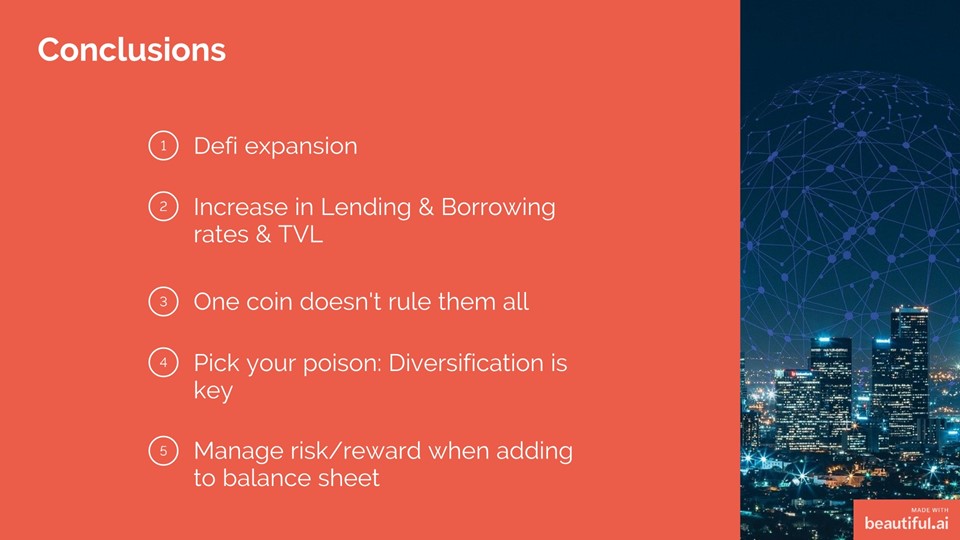 Conclusions
1 Defi expansion
2 Increase in Lending & Borrowing
rates & TVL
3 One coin doesn't rule them all
4 Pick your poison: Diversification is
key
5 Manage risk/reward when adding
to balance sheet
MADE WITH
beautiful.ai